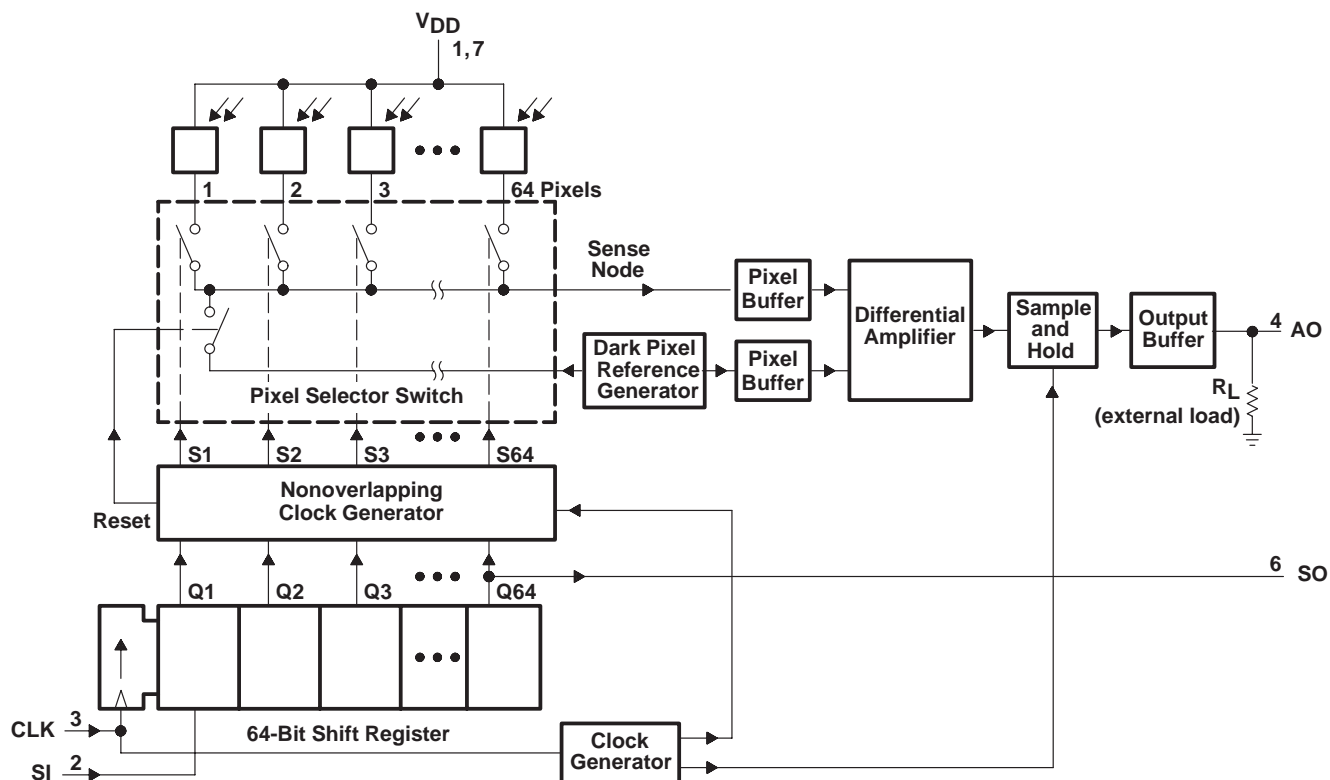 VDD
1,7
1
2
3
64 Pixels
Sense
Node
Pixel
Buffer
Differential
Amplifier
Sample
and
Hold
Output
Buffer
4
AO
Dark Pixel
Reference
Generator
Pixel
Buffer
RL
(external load)
Pixel Selector Switch
S1
S2
S3
S64
Nonoverlapping
Clock Generator
Reset
6
SO
Q1
Q2
Q3
Q64
CLK
3
64-Bit Shift Register
Clock
Generator
SI
2